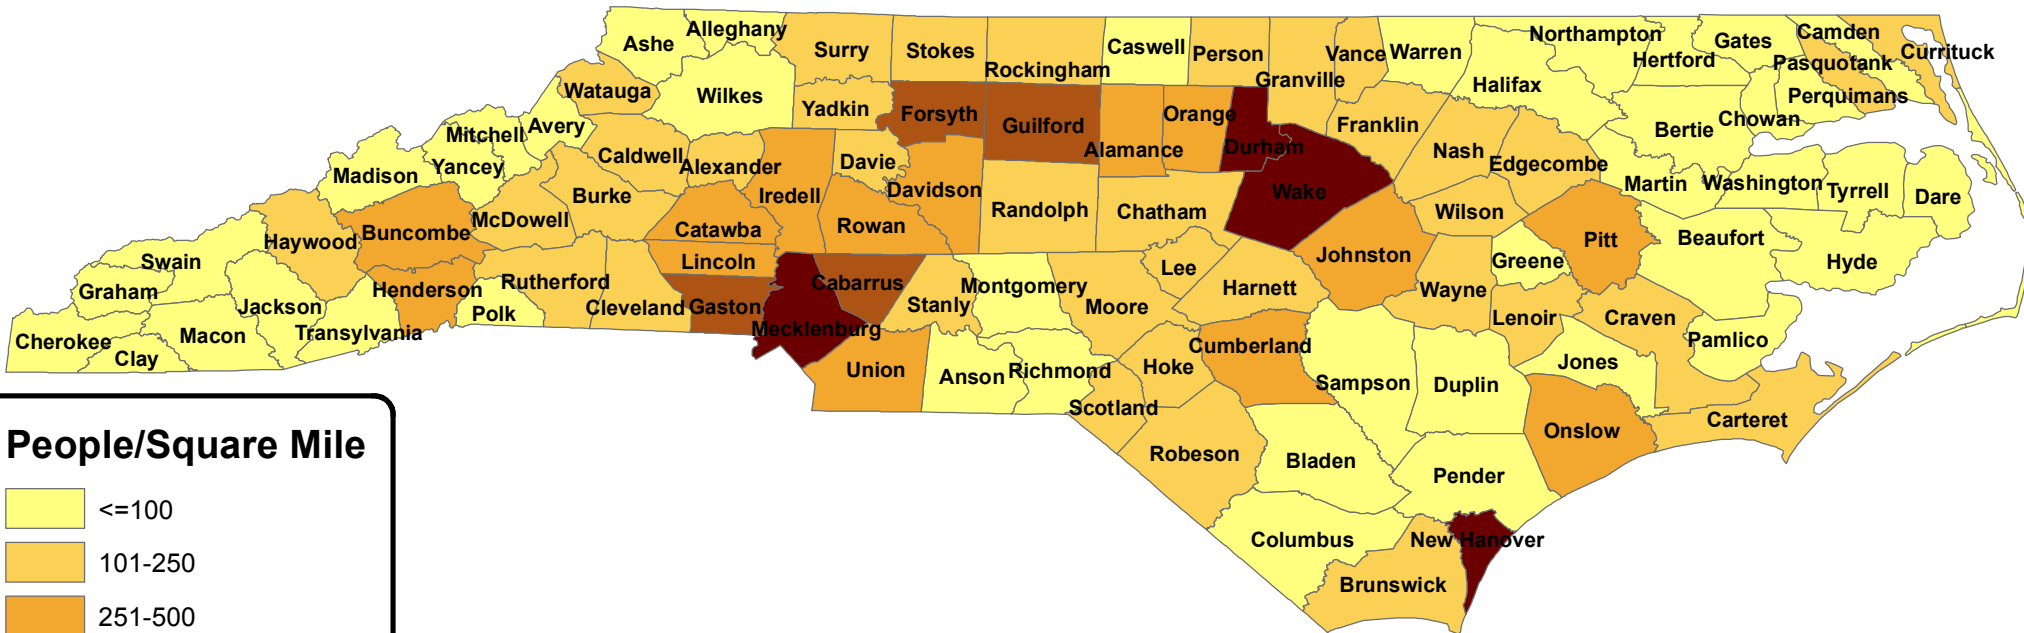 Alleghany
Ashe
Surry
Stokes
Rockingham
Caswell
Person
Granville
Vance
Warren
Northampton
Hertford
Gates
Camden
Currituck
Pasquotank
Perquimans
Chowan
Halifax
Bertie
Watauga
Wilkes
Yadkin
Forsyth
Guilford
Alamance
Orange
Durham
Franklin
Nash
Edgecombe
Martin
Washington
Tyrrell
Dare
Mitchell
Avery
Yancey
Madison
Caldwell
Alexander
Davie
Iredell
Davidson
Randolph
Chatham
Wake
Wilson
Pitt
Beaufort
Hyde
Burke
McDowell
Buncombe
Haywood
Catawba
Rowan
Lincoln
Johnston
Greene
Swain
Graham
Jackson
Henderson
Rutherford
Cleveland
Gaston
Cabarrus
Stanly
Montgomery
Moore
Lee
Harnett
Wayne
Lenoir
Craven
Pamlico
Cherokee
Clay
Macon
Transylvania
Polk
Mecklenburg
Union
Anson
Richmond
Scotland
Hoke
Cumberland
Sampson
Duplin
Jones
Onslow
Carteret
Robeson
Bladen
Pender
Columbus
New Hanover
Brunswick
People/Square Mile
<=100
101-250
251-500